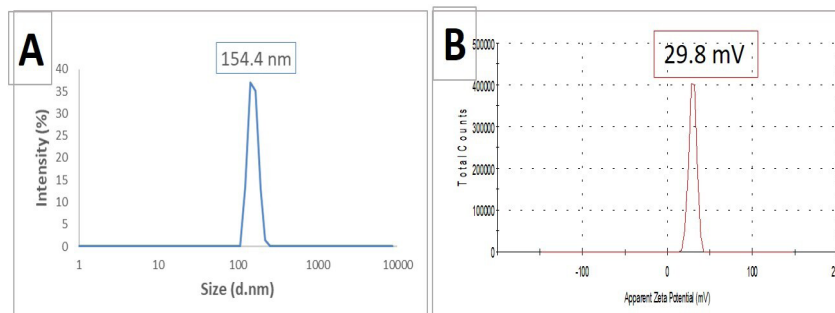 A
154.4 nm
40
35
30
25
20
15
10
5
0
Intensity (%)
1
10
100
1000
10000
Size (d.nm)
B
29.8 mV
500000
400000
300000
200000
100000
0
Total Counts
-100
0
100
Apparent Zeta Potential (mV)